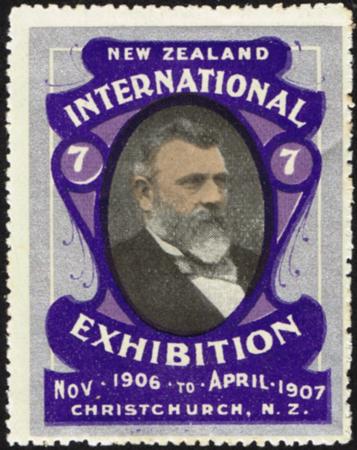 NEW ZEALAND
INTERNATIONAL
7 7
EXHIBITION
NOV. 1906 TO APRIL. 1907
CHRISTCHURCH, N. Z.